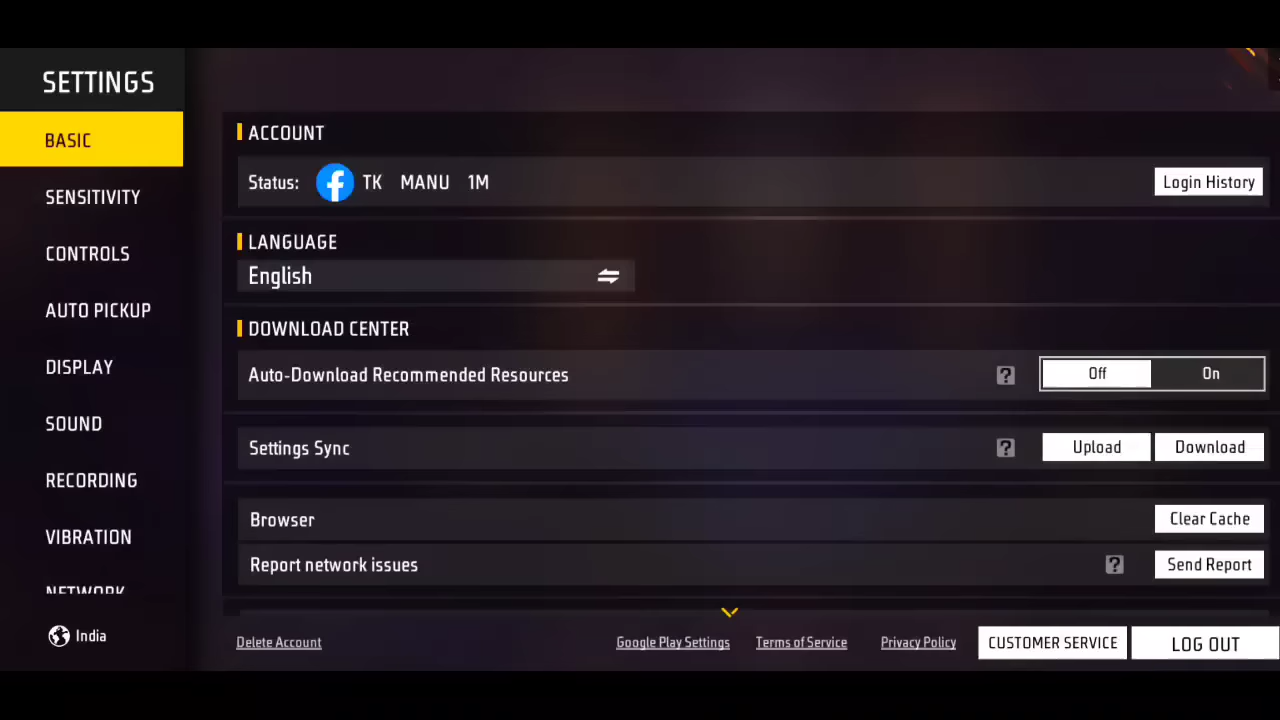 SETTINGS
BASIC
SENSITIVITY
CONTROLS
AUTO PICKUP
DISPLAY
SOUND
RECORDING
VIBRATION
NETWORK
India
ACCOUNT
Status: TK MANU 1M Login History
LANGUAGE
English
DOWNLOAD CENTER
Auto-Download Recommended Resources ? Off On
Settings Sync ? Upload Download
Browser Clear Cache
Report network issues ? Send Report
Delete Account Google Play Settings Terms of Service Privacy Policy CUSTOMER SERVICE LOG OUT